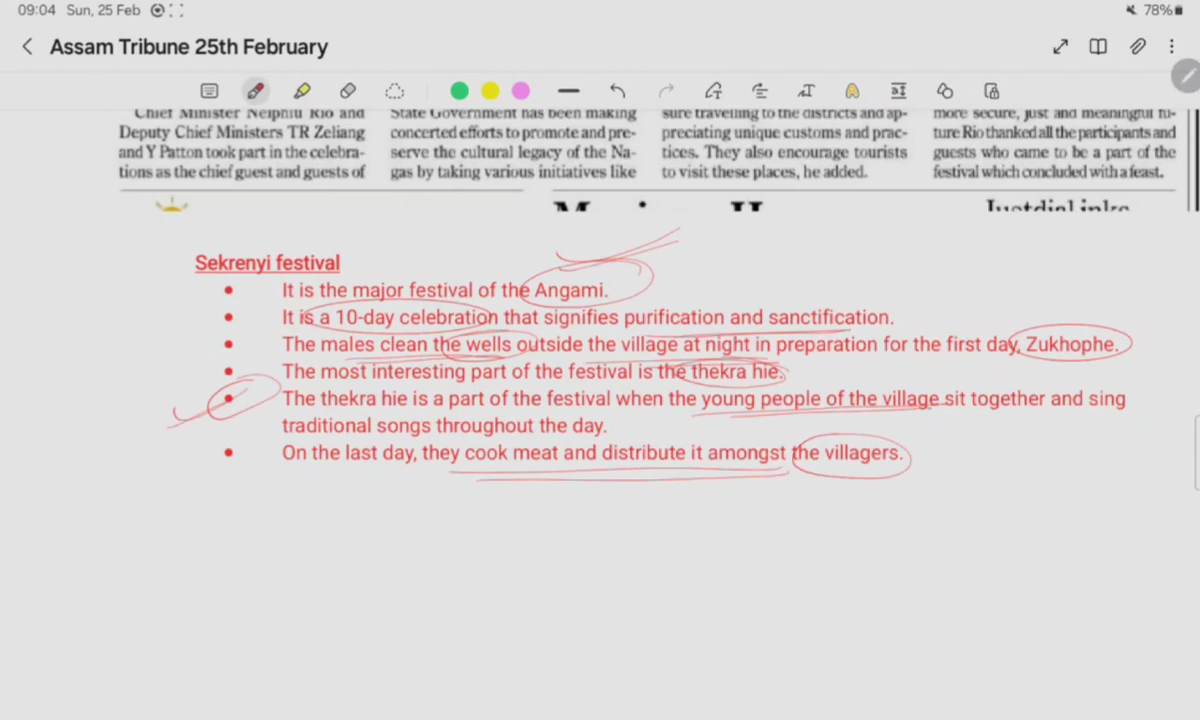 09:04 Sun, 25 Feb
78%
Assam Tribune 25th February
Chief Minister Neiphiu Rio and
Deputy Chief Ministers TR Zeliang
and Y Patton took part in the celebra-
tions as the chief guest and guests of
State Government has been making
concerted efforts to promote and pre-
serve the cultural legacy of the Na-
gas by taking various initiatives like
sure travelling to the districts and ap-
preciating unique customs and prac-
tices. They also encourage tourists
to visit these places, he added.
more secure, just and meaningful fu-
ture Rio thanked all the participants and
guests who came to be a part of the
festival which concluded with a feast.
Sekrenyi festival
• It is the major festival of the Angami.
• It is a 10-day celebration that signifies purification and sanctification.
• The males clean the wells outside the village at night in preparation for the first day, Zukhophe.
• The most interesting part of the festival is the thekra hie.
• The thekra hie is a part of the festival when the young people of the village sit together and sing
traditional songs throughout the day.
• On the last day, they cook meat and distribute it amongst the villagers.